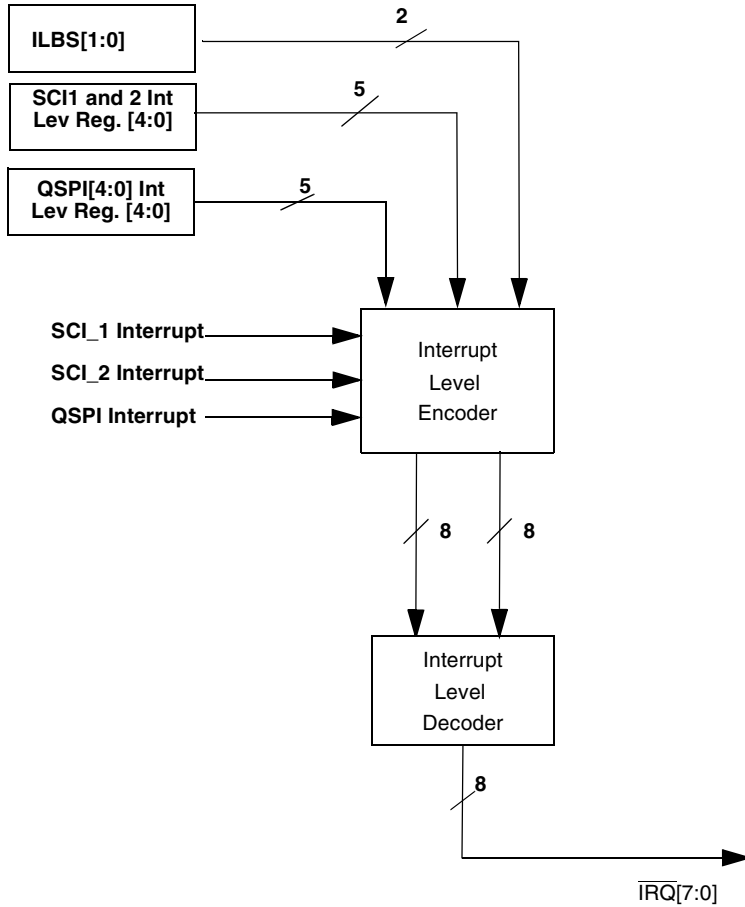 ILBS[1:0]
2
SCI1 and 2 Int
Lev Reg. [4:0]
5
QSPI[4:0] Int
Lev Reg. [4:0]
5
SCI_1 Interrupt
SCI_2 Interrupt
QSPI Interrupt
Interrupt
Level
Encoder
8
8
Interrupt
Level
Decoder
8
I̅R̅Q̅[7:0]